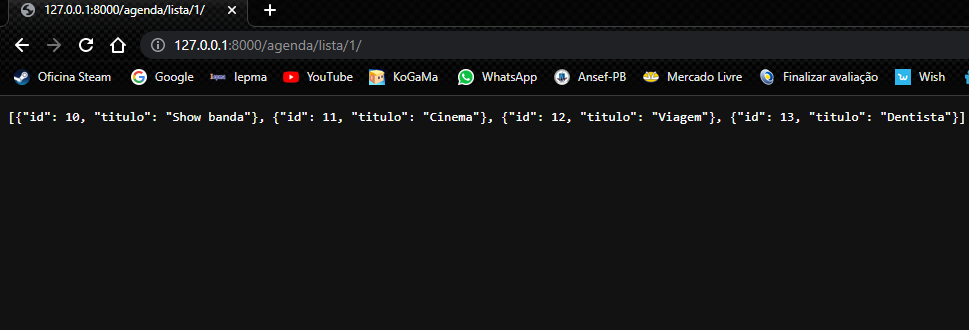 127.0.0.1:8000/agenda/lista/1/
127.0.0.1:8000/agenda/lista/1/
Oficina Steam Google Iepma YouTube KoGaMa WhatsApp Ansef-PB Mercado Livre Finalizar avaliação Wish
[{"id": 10, "titulo": "Show banda"}, {"id": 11, "titulo": "Cinema"}, {"id": 12, "titulo": "Viagem"}, {"id": 13, "titulo": "Dentista"}]